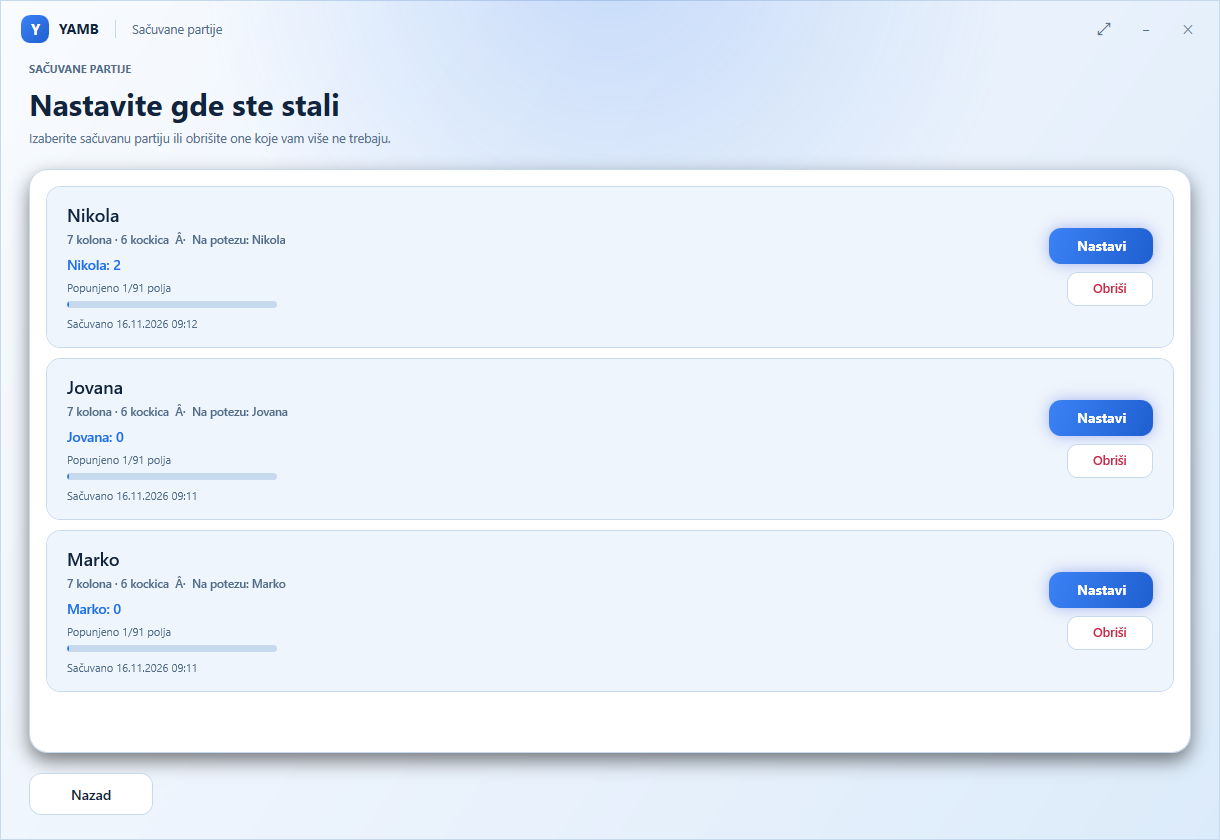 Y YAMB Sačuvane partije
SAČUVANE PARTIJE
Nastavite gde ste stali
Izaberite sačuvanu partiju ili obrišite one koje vam više ne trebaju.
Nikola
7 kolona · 6 kockica Â· Na potezu: Nikola
Nikola: 2
Popunjeno 1/91 polja
Sačuvano 16.11.2026 09:12
Nastavi
Obriši
Jovana
7 kolona · 6 kockica Â· Na potezu: Jovana
Jovana: 0
Popunjeno 1/91 polja
Sačuvano 16.11.2026 09:11
Nastavi
Obriši
Marko
7 kolona · 6 kockica Â· Na potezu: Marko
Marko: 0
Popunjeno 1/91 polja
Sačuvano 16.11.2026 09:11
Nastavi
Obriši
Nazad